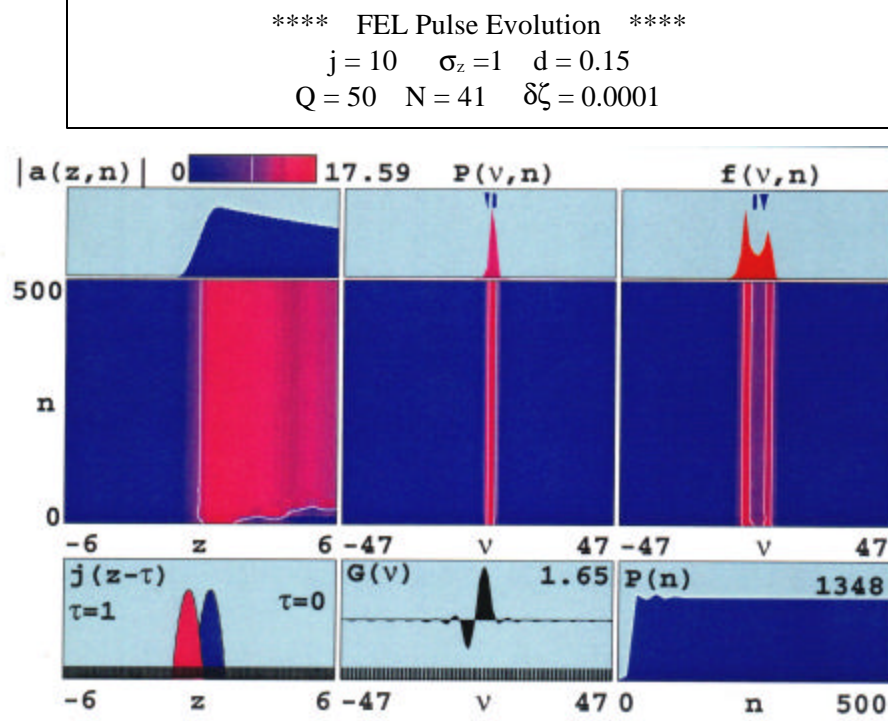 **** FEL Pulse Evolution ****
j = 10 σz =1 d = 0.15
Q = 50 N = 41 δζ = 0.0001
|a(z,n)| 0 17.59 P(ν,n) f(ν,n)
500
n
0
-6 z 6 -47 ν 47 -47 ν 47
j(z-τ) G(ν) 1.65 P(n) 1348
τ=1 τ=0
-6 z 6 -47 ν 47 0 n 500